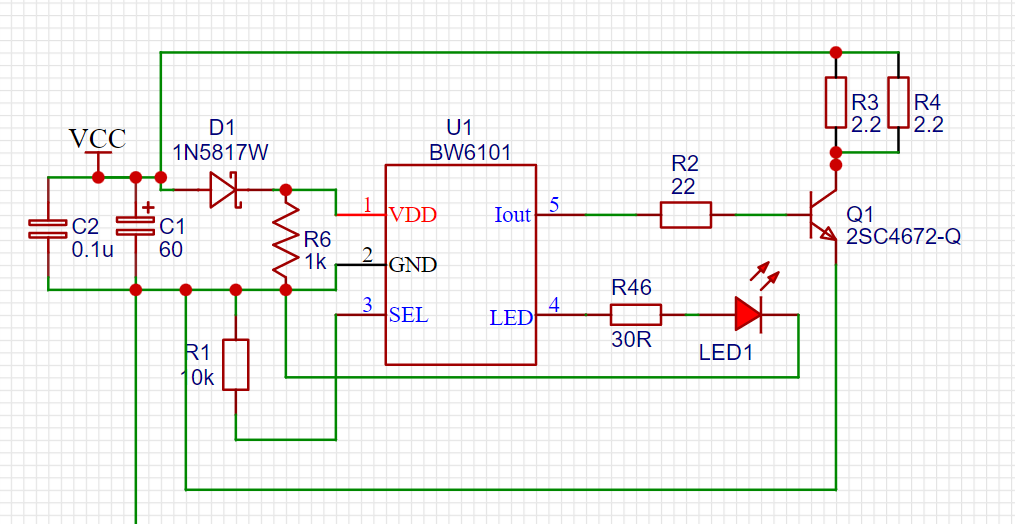 VCC
D1
1N5817W
U1
BW6101
R3
2.2
R4
2.2
R2
22
1
VDD
Iout
5
C2
0.1u
+
C1
60
R6
1k
2
GND
Q1
2SC4672-Q
3
SEL
LED
4
R46
30R
LED1
R1
0k